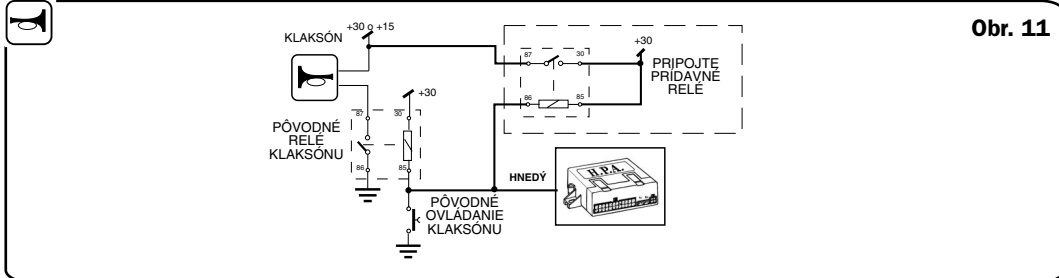 Obr. 11
KLAKSÓN
+30 o +15
87
30
+30
PRIPOJTE
PRÍDAVNÉ
RELÉ
86
85
+30
87
30
PÔVODNÉ
RELÉ
KLAKSÓNU
86
85
HNEDÝ
H.P.A.
PÔVODNÉ
OVLÁDANIE
KLAKSÓNU